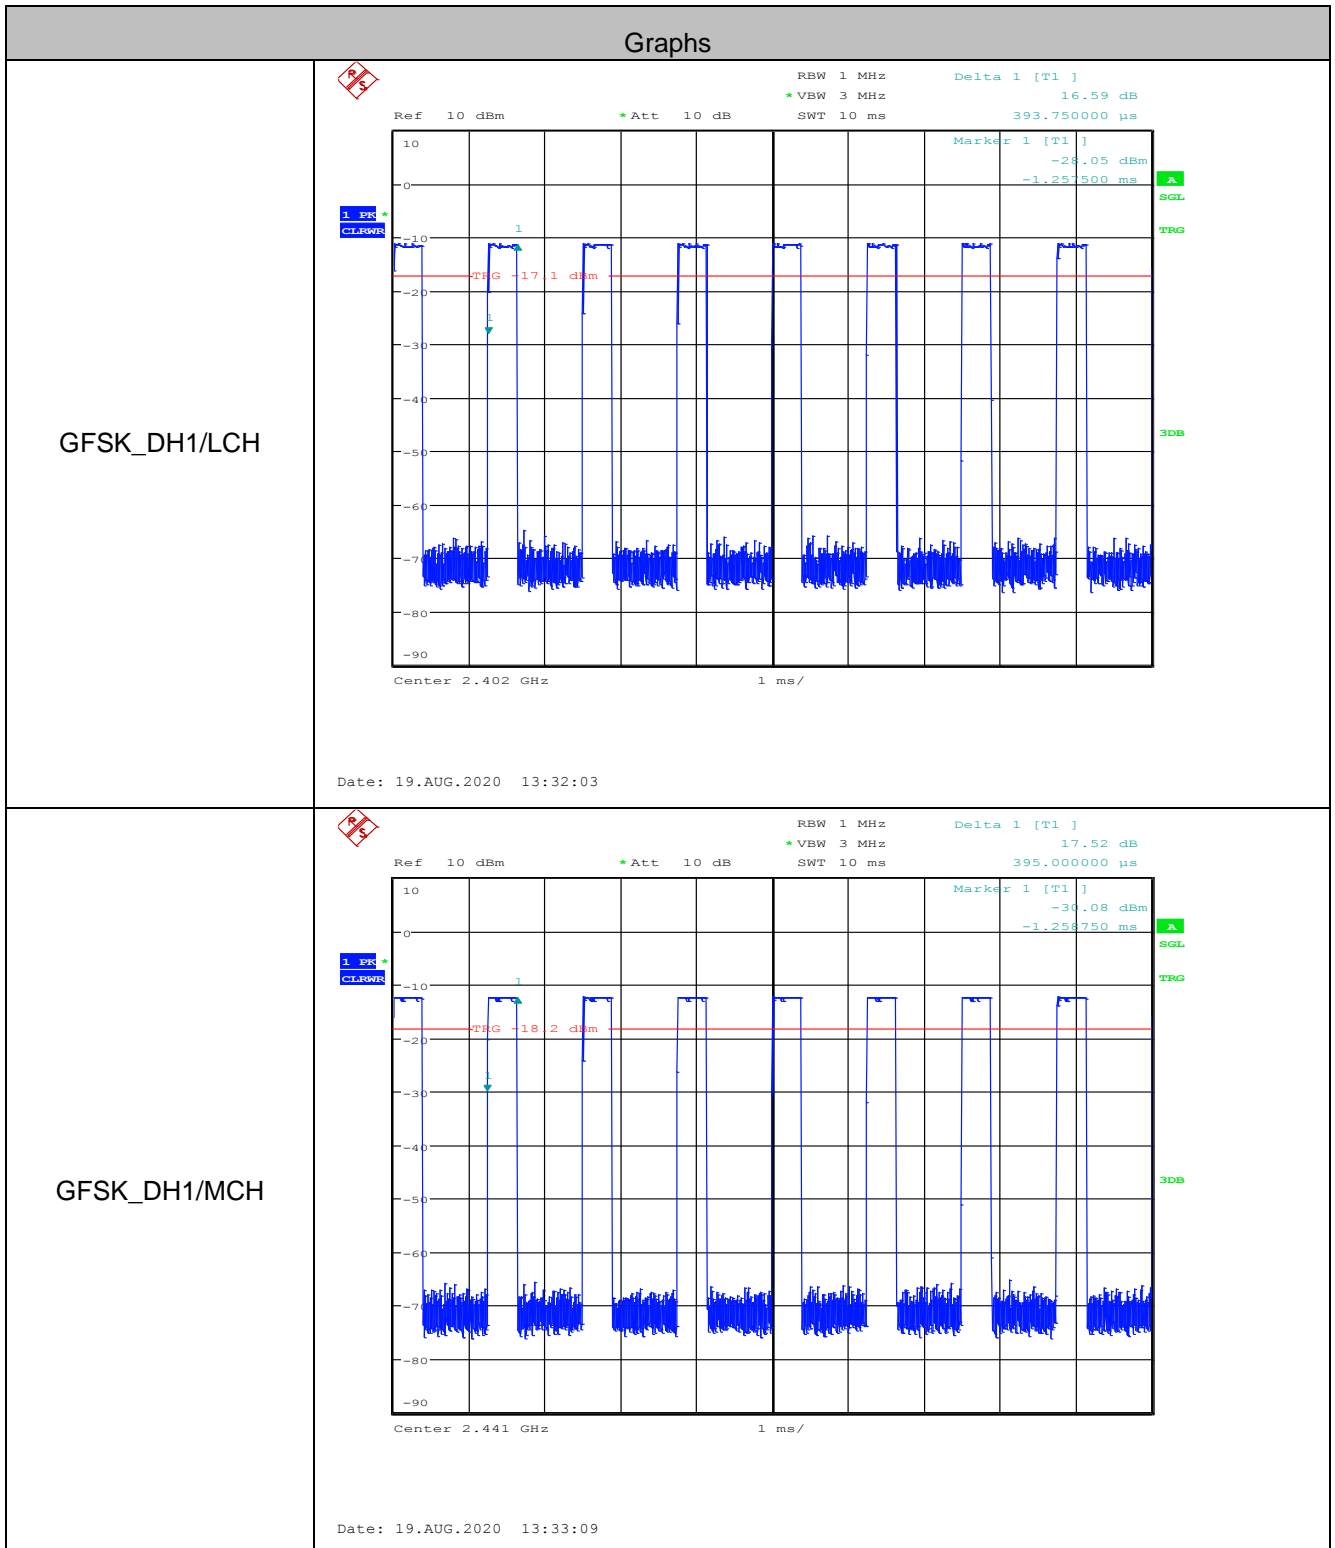 Graphs
GFSK_DH1/LCH
R S
RBW 1 MHz Delta 1 [T1 ]
* VBW 3 MHz 16.59 dB
Ref 10 dBm * Att 10 dB SWT 10 ms 393.750000 µs
10 Marker 1 [T1 ]
-28.05 dBm
-1.257500 ms A
0
SGL
1 PK *
CLRWR 1 TRG
-10
TRG -17.1 dBm
-20
1
-30
-40
3DB
-50
-60
-70
-80
-90
Center 2.402 GHz 1 ms/
Date: 19.AUG.2020 13:32:03
GFSK_DH1/MCH
R S
RBW 1 MHz Delta 1 [T1 ]
* VBW 3 MHz 17.52 dB
Ref 10 dBm * Att 10 dB SWT 10 ms 395.000000 µs
10 Marker 1 [T1 ]
-30.08 dBm
-1.258750 ms A
0
SGL
1 PK *
CLRWR 1 TRG
-10
TRG -18.2 dBm
-20
1
-30
-40
3DB
-50
-60
-70
-80
-90
Center 2.441 GHz 1 ms/
Date: 19.AUG.2020 13:33:09